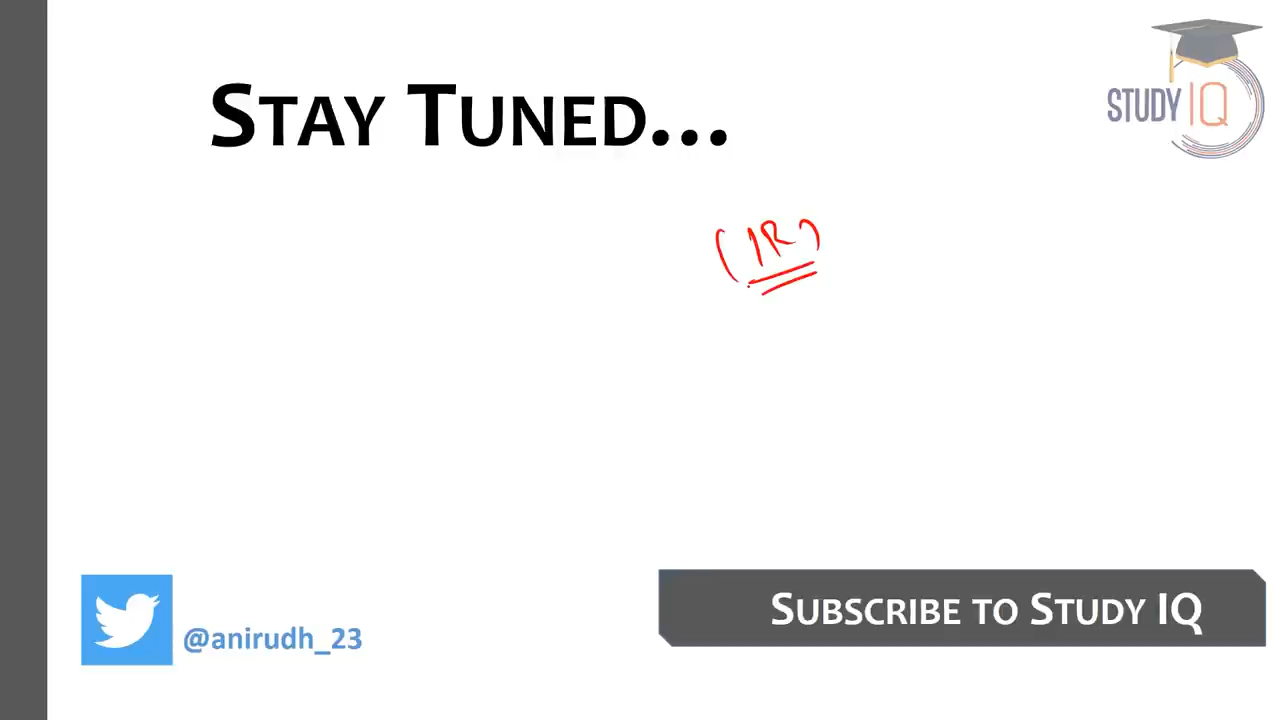 STAY TUNED...
STUDY IQ
(IR)
@anirudh_23
SUBSCRIBE TO STUDY IQ